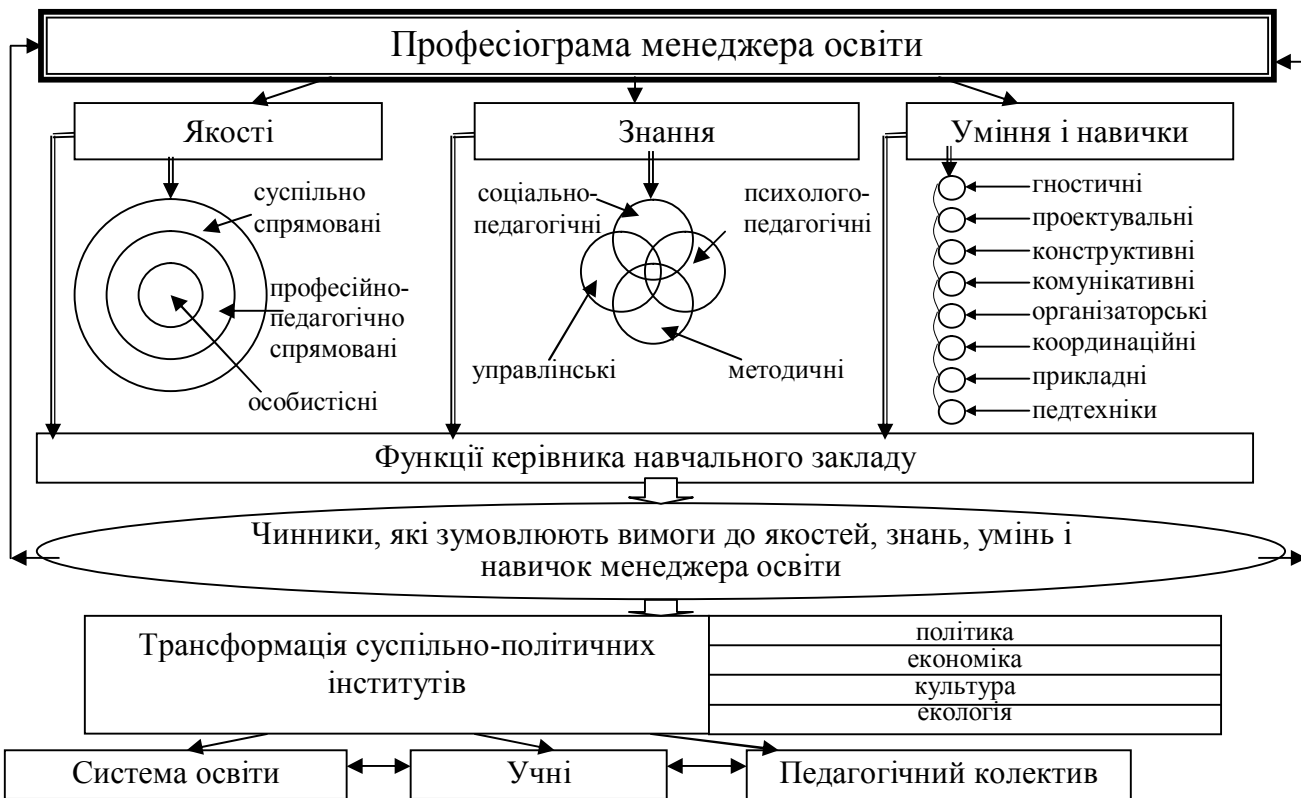 Професіограма менеджера освіти
Якості
Знання
Уміння і навички
суспільно
спрямовані
професійно-
педагогічно
спрямовані
особистісні
соціально-
педагогічні
психолого-
педагогічні
управлінські
методичні
гностичні
проектувальні
конструктивні
комунікативні
організаторські
координаційні
прикладні
педтехніки
Функції керівника навчального закладу
Чинники, які зумовлюють вимоги до якостей, знань, умінь і
навичок менеджера освіти
Трансформація суспільно-політичних
інститутів
політика
економіка
культура
екологія
Система освіти
Учні
Педагогічний колектив